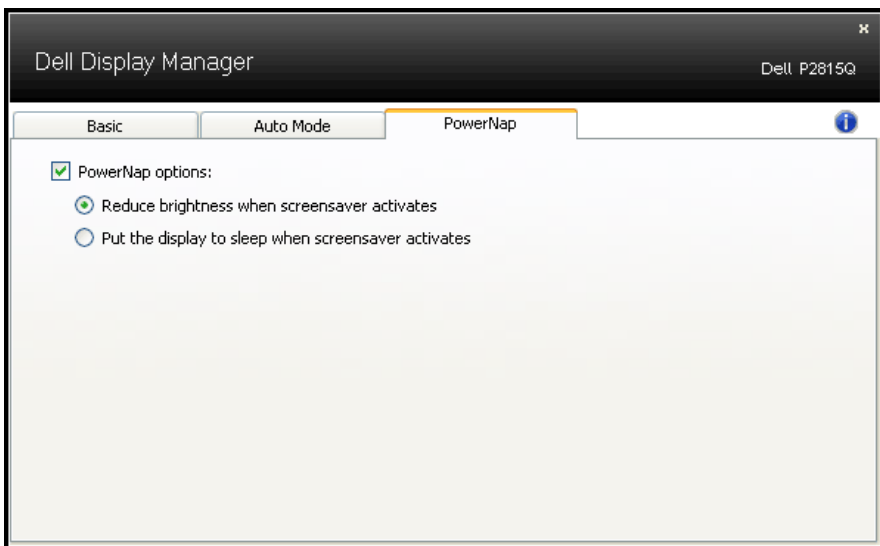 Dell Display Manager
Dell P2815Q
Basic
Auto Mode
PowerNap
PowerNap options:
Reduce brightness when screensaver activates
Put the display to sleep when screensaver activates